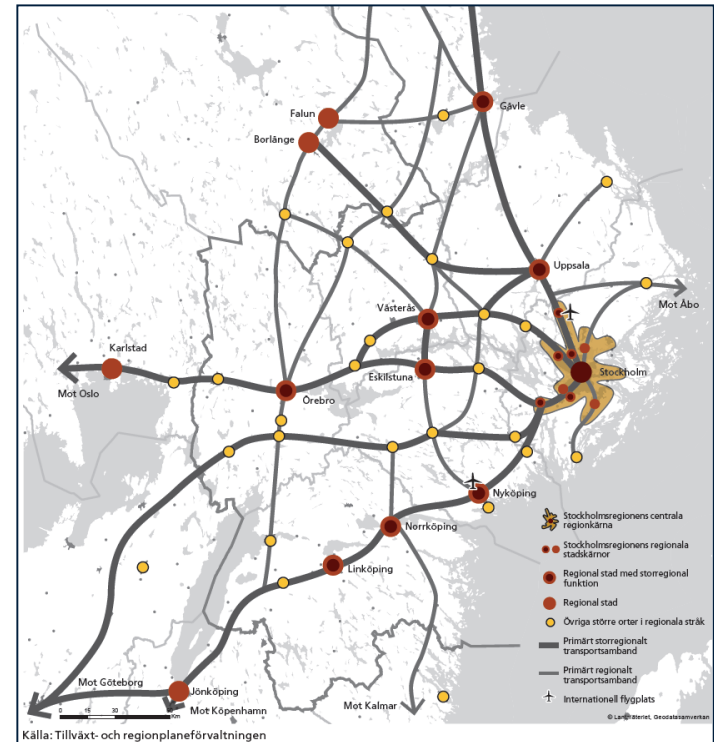 Gävle
Falun
Borlänge
Uppsala
Mot Åbo
Västerås
Karlstad
Mot Oslo
Eskilstuna
Stockholm
Örebro
Nyköping
Norrköping
Linköping
Mot Göteborg
Jönköping
Mot Köpenhamn
Mot Kalmar
Stockholmsregionens centrala
regionkärna
Stockholmsregionens regionala
stadskärnor
Regional stad med storregional
funktion
Regional stad
Övriga större orter i regionala stråk
Primärt storregionalt
transportsamband
Primärt regionalt
transportsamband
Internationell flygplats
0 15 30
Km
© Lantmäteriet, Geodatasamverkan
Källa: Tillväxt- och regionplaneförvaltningen